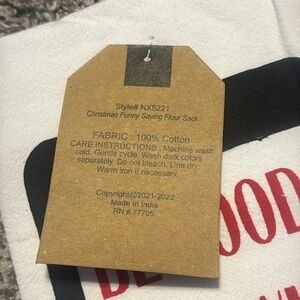 Style# NX5221
Christmas Funny Saying Flour Sack
FABRIC : 100% Cotton
CARE INSTRUCTIONS : Machine wash
cold. Gentle cycle. Wash dark colors
separately. Do not bleach. Line dry.
Warm iron if necessary.
Copyright©2021-2022
Made In India
RN # 77705